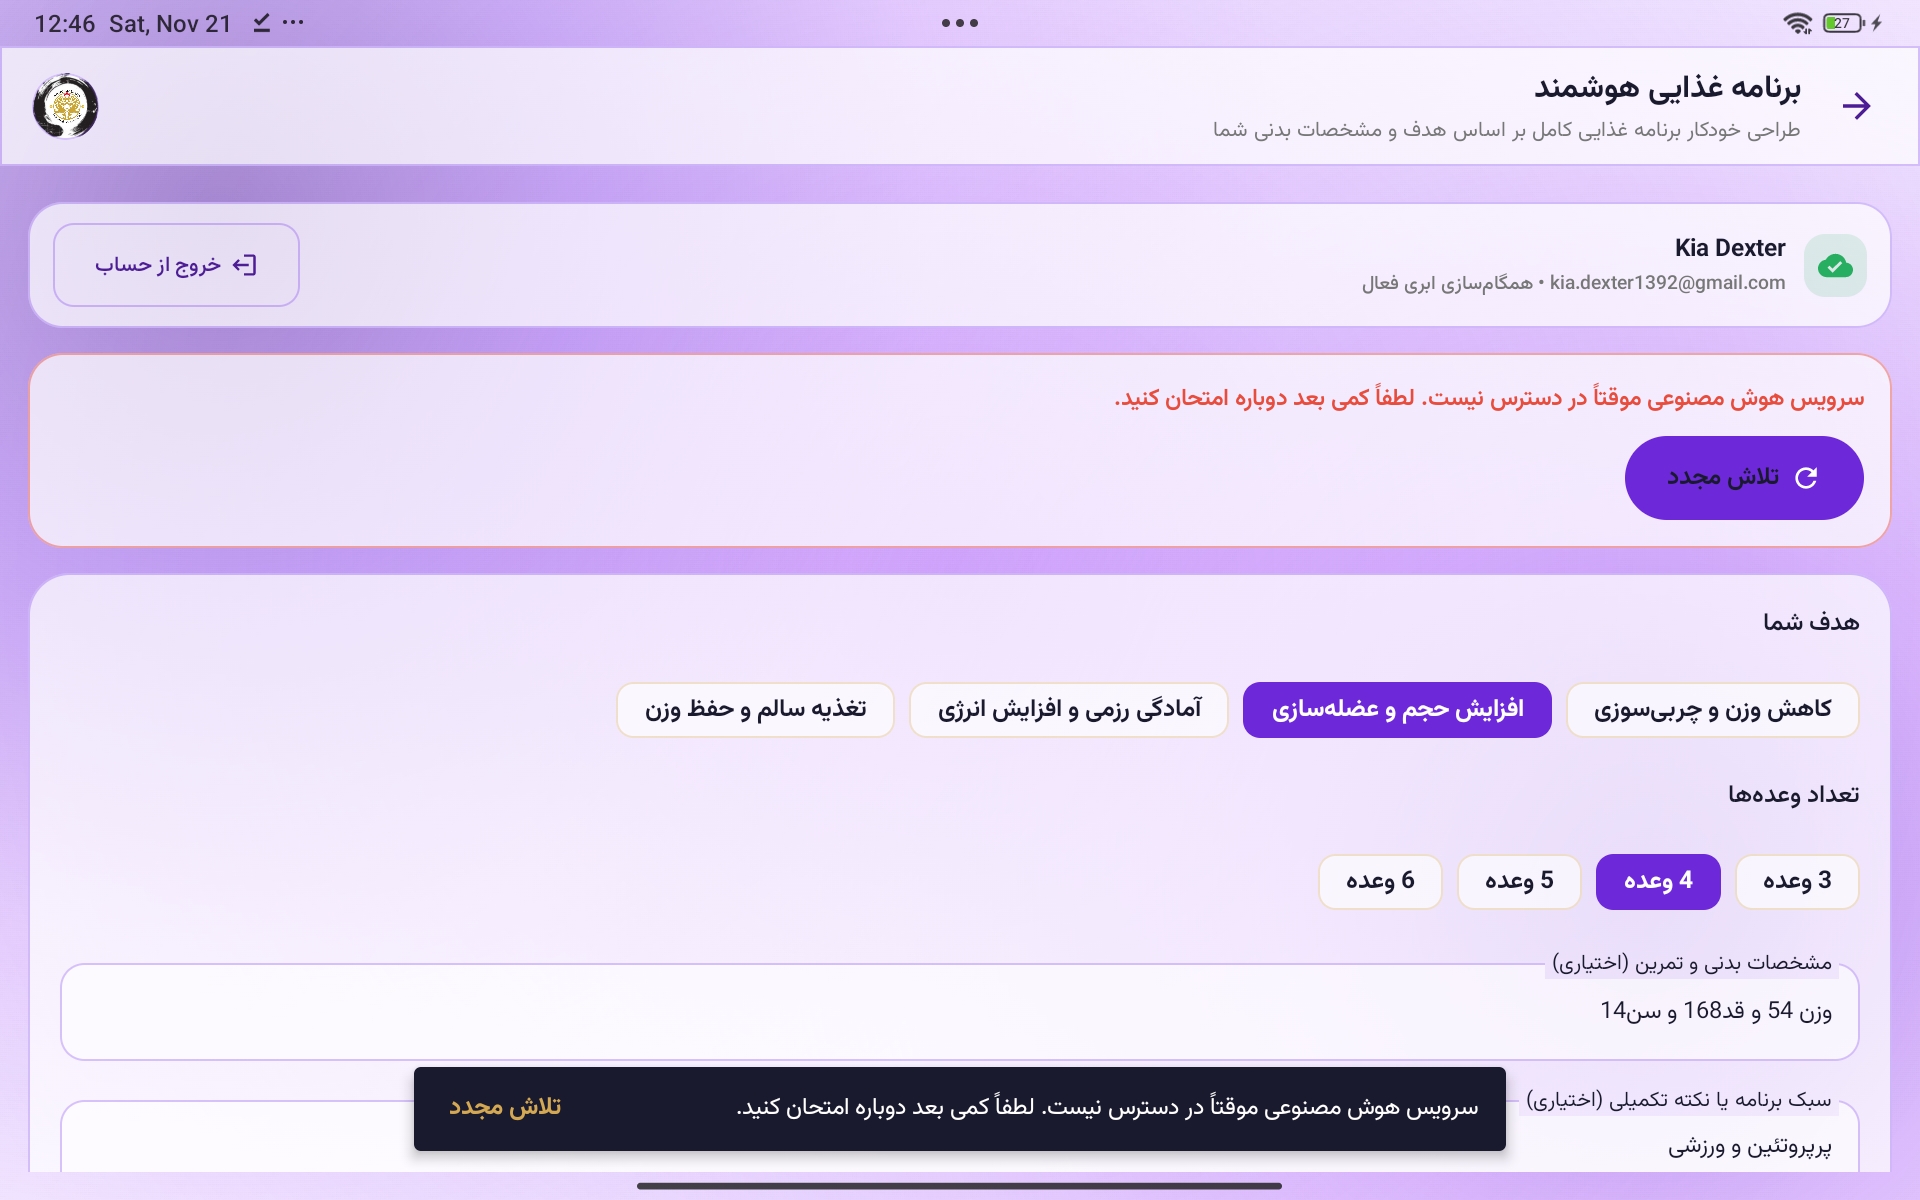 12:46 Sat, Nov 21
27
برنامه غذایی هوشمند
طراحی خودکار برنامه غذایی کامل بر اساس هدف و مشخصات بدنی شما
Kia Dexter
kia.dexter1392@gmail.com • همگام‌سازی ابری فعال
خروج از حساب
سرویس هوش مصنوعی موقتاً در دسترس نیست. لطفاً کمی بعد دوباره امتحان کنید.
تلاش مجدد
هدف شما
کاهش وزن و چربی‌سوزی
افزایش حجم و عضله‌سازی
آمادگی رزمی و افزایش انرژی
تغذیه سالم و حفظ وزن
تعداد وعده‌ها
3 وعده
4 وعده
5 وعده
6 وعده
مشخصات بدنی و تمرین (اختیاری)
وزن 54 و قد168 و سن14
سبک برنامه یا نکته تکمیلی (اختیاری)
پرپروتئین و ورزشی
سرویس هوش مصنوعی موقتاً در دسترس نیست. لطفاً کمی بعد دوباره امتحان کنید.
تلاش مجدد